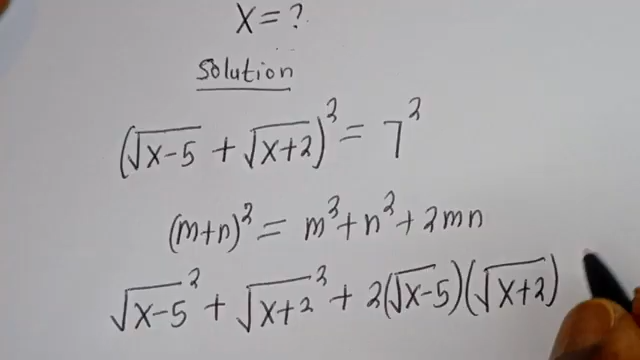 X = ?
Solution
(√x-5 + √x+2)² = 7²
(m+n)² = m² + n² + 2mn
√x-5² + √x+2² + 2(√x-5)(√x+2)